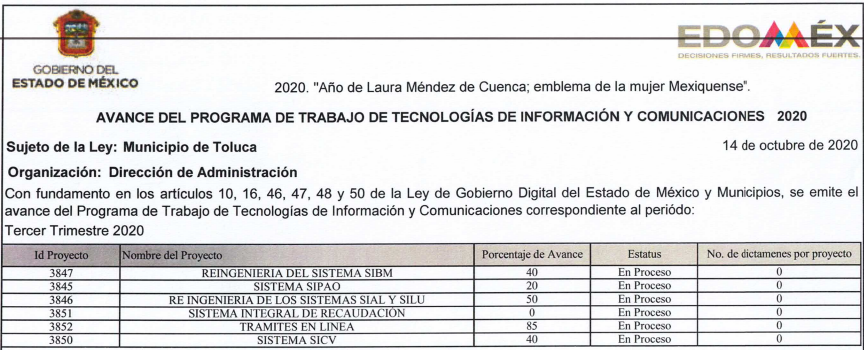 GOBIERNO DEL
ESTADO DE MÉXICO
EDOMÉX
DECISIONES FIRMES, RESULTADOS FUERTES.
2020. "Año de Laura Méndez de Cuenca; emblema de la mujer Mexiquense".
AVANCE DEL PROGRAMA DE TRABAJO DE TECNOLOGÍAS DE INFORMACIÓN Y COMUNICACIONES 2020
Sujeto de la Ley: Municipio de Toluca 14 de octubre de 2020
Organización: Dirección de Administración
Con fundamento en los artículos 10, 16, 46, 47, 48 y 50 de la Ley de Gobierno Digital del Estado de México y Municipios, se emite el
avance del Programa de Trabajo de Tecnologías de Información y Comunicaciones correspondiente al periódo:
Tercer Trimestre 2020
Id Proyecto Nombre del Proyecto Porcentaje de Avance Estatus No. de dictamenes por proyecto
3847 REINGENIERIA DEL SISTEMA SIBM 40 En Proceso 0
3845 SISTEMA SIPAO 20 En Proceso 0
3846 RE INGENIERIA DE LOS SISTEMAS SIAL Y SILU 50 En Proceso 0
3851 SISTEMA INTEGRAL DE RECAUDACIÓN 0 En Proceso 0
3852 TRAMITES EN LINEA 85 En Proceso 0
3850 SISTEMA SICV 40 En Proceso 0